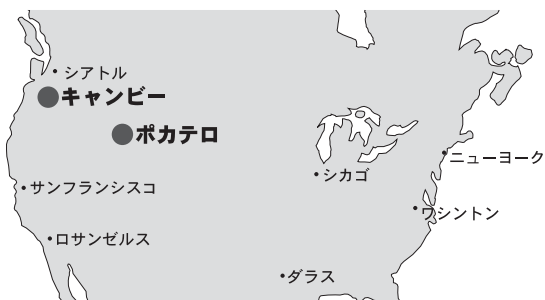 シアトル
キャンビー
ポカテロ
ニューヨーク
シカゴ
サンフランシスコ
ワシントン
ロサンゼルス
ダラス